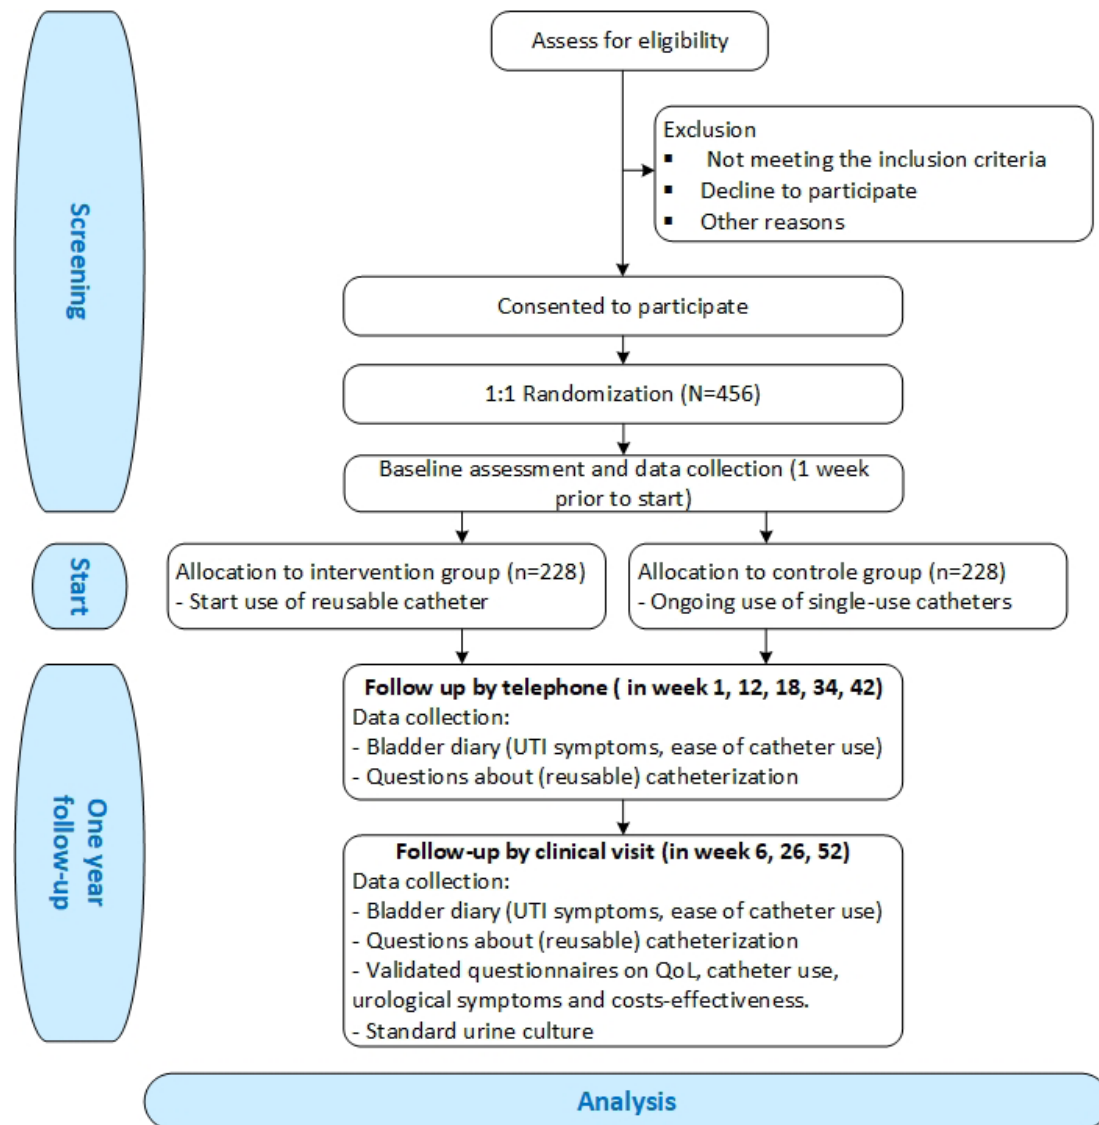 Assess for eligibility
Exclusion
▪ Not meeting the inclusion criteria
▪ Decline to participate
▪ Other reasons
Screening
Consented to participate
1:1 Randomization (N=456)
Baseline assessment and data collection (1 week
prior to start)
Start
Allocation to intervention group (n=228)
- Start use of reusable catheter
Allocation to controle group (n=228)
- Ongoing use of single-use catheters
One year
follow-up
Follow up by telephone ( in week 1, 12, 18, 34, 42)
Data collection:
- Bladder diary (UTI symptoms, ease of catheter use)
- Questions about (reusable) catheterization
Follow-up by clinical visit (in week 6, 26, 52)
Data collection:
- Bladder diary (UTI symptoms, ease of catheter use)
- Questions about (reusable) catheterization
- Validated questionnaires on QoL, catheter use,
urological symptoms and costs-effectiveness.
- Standard urine culture
Analysis